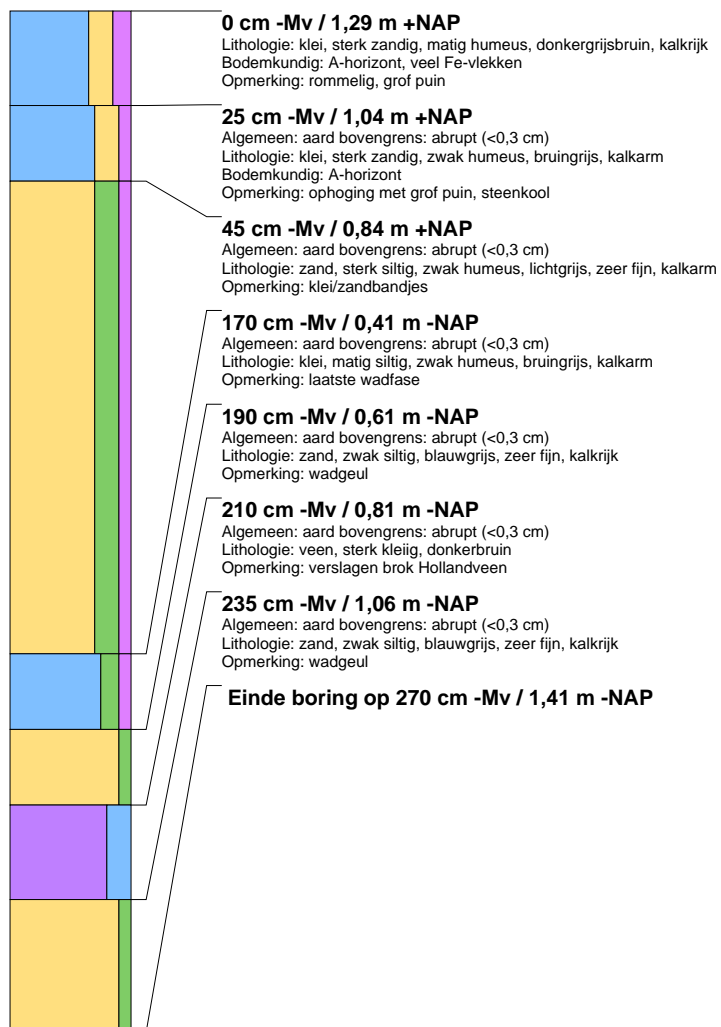 0 cm -Mv / 1,29 m +NAP
Lithologie: klei, sterk zandig, matig humeus, donkergrijsbruin, kalkrijk
Bodemkundig: A-horizont, veel Fe-vlekken
Opmerking: rommelig, grof puin
25 cm -Mv / 1,04 m +NAP
Algemeen: aard bovengrens: abrupt (<0,3 cm)
Lithologie: klei, sterk zandig, zwak humeus, bruingrijs, kalkarm
Bodemkundig: A-horizont
Opmerking: ophoging met grof puin, steenkool
45 cm -Mv / 0,84 m +NAP
Algemeen: aard bovengrens: abrupt (<0,3 cm)
Lithologie: zand, sterk siltig, zwak humeus, lichtgrijs, zeer fijn, kalkarm
Opmerking: klei/zandbandjes
170 cm -Mv / 0,41 m -NAP
Algemeen: aard bovengrens: abrupt (<0,3 cm)
Lithologie: klei, matig siltig, zwak humeus, bruingrijs, kalkarm
Opmerking: laatste wadfase
190 cm -Mv / 0,61 m -NAP
Algemeen: aard bovengrens: abrupt (<0,3 cm)
Lithologie: zand, zwak siltig, blauwgrijs, zeer fijn, kalkrijk
Opmerking: wadgeul
210 cm -Mv / 0,81 m -NAP
Algemeen: aard bovengrens: abrupt (<0,3 cm)
Lithologie: veen, sterk kleiig, donkerbruin
Opmerking: verslagen brok Hollandveen
235 cm -Mv / 1,06 m -NAP
Algemeen: aard bovengrens: abrupt (<0,3 cm)
Lithologie: zand, zwak siltig, blauwgrijs, zeer fijn, kalkrijk
Opmerking: wadgeul
Einde boring op 270 cm -Mv / 1,41 m -NAP